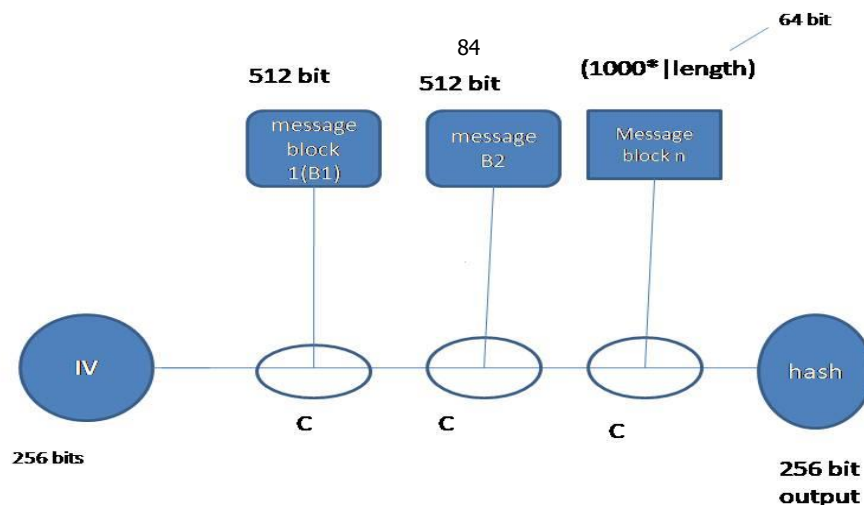 64 bit
84
512 bit
512 bit
(1000*|length)
message
block
1(B1)
message
B2
Message
block n
IV
hash
C
C
C
256 bits
256 bit
output